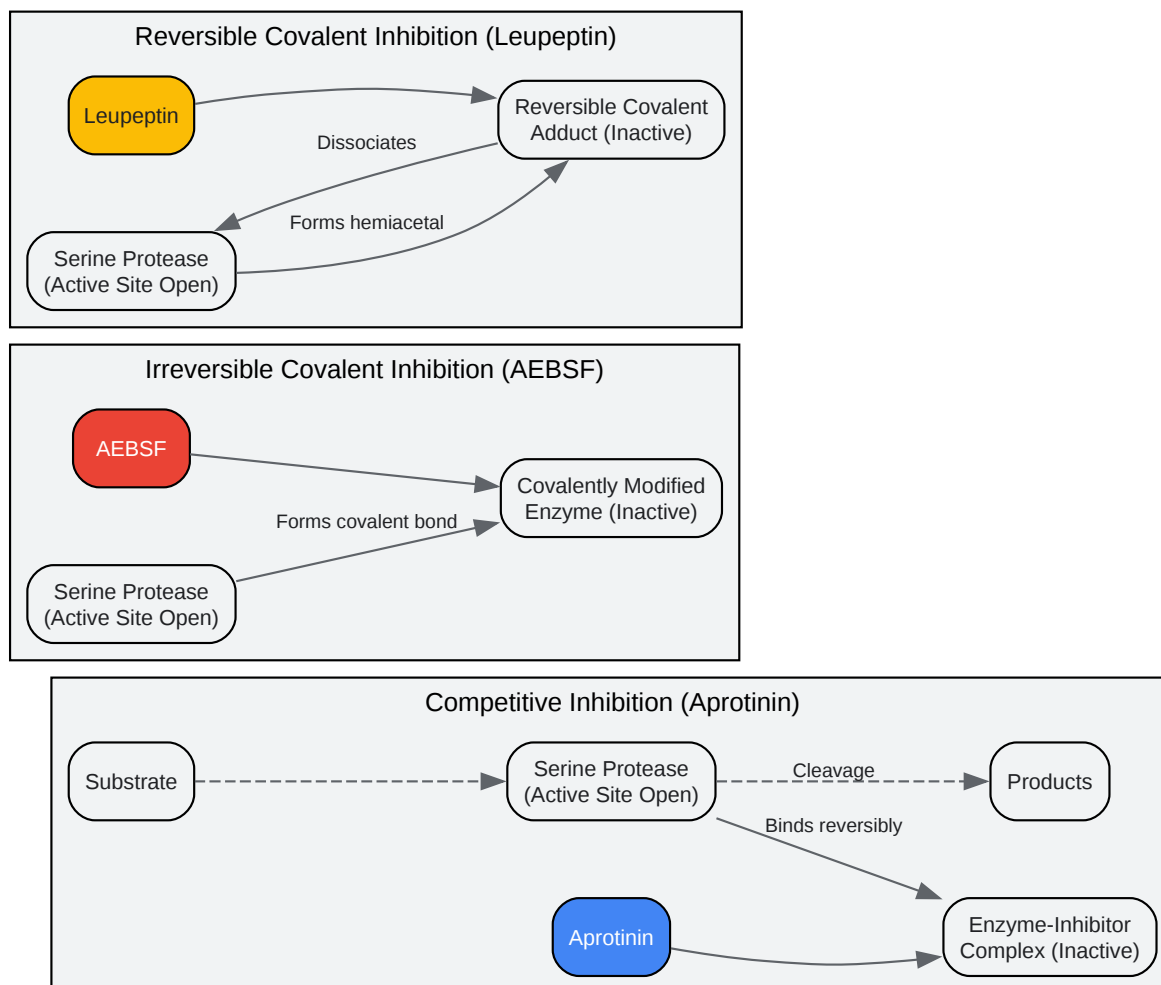 Reversible Covalent Inhibition (Leupeptin)
Leupeptin
Reversible Covalent
Adduct (Inactive)
Dissociates
Forms hemiacetal
Serine Protease
(Active Site Open)
Irreversible Covalent Inhibition (AEBSF)
AEBSF
Covalently Modified
Enzyme (Inactive)
Forms covalent bond
Serine Protease
(Active Site Open)
Competitive Inhibition (Aprotinin)
Substrate
Serine Protease
(Active Site Open)
Cleavage
Products
Binds reversibly
Aprotinin
Enzyme-Inhibitor
Complex (Inactive)